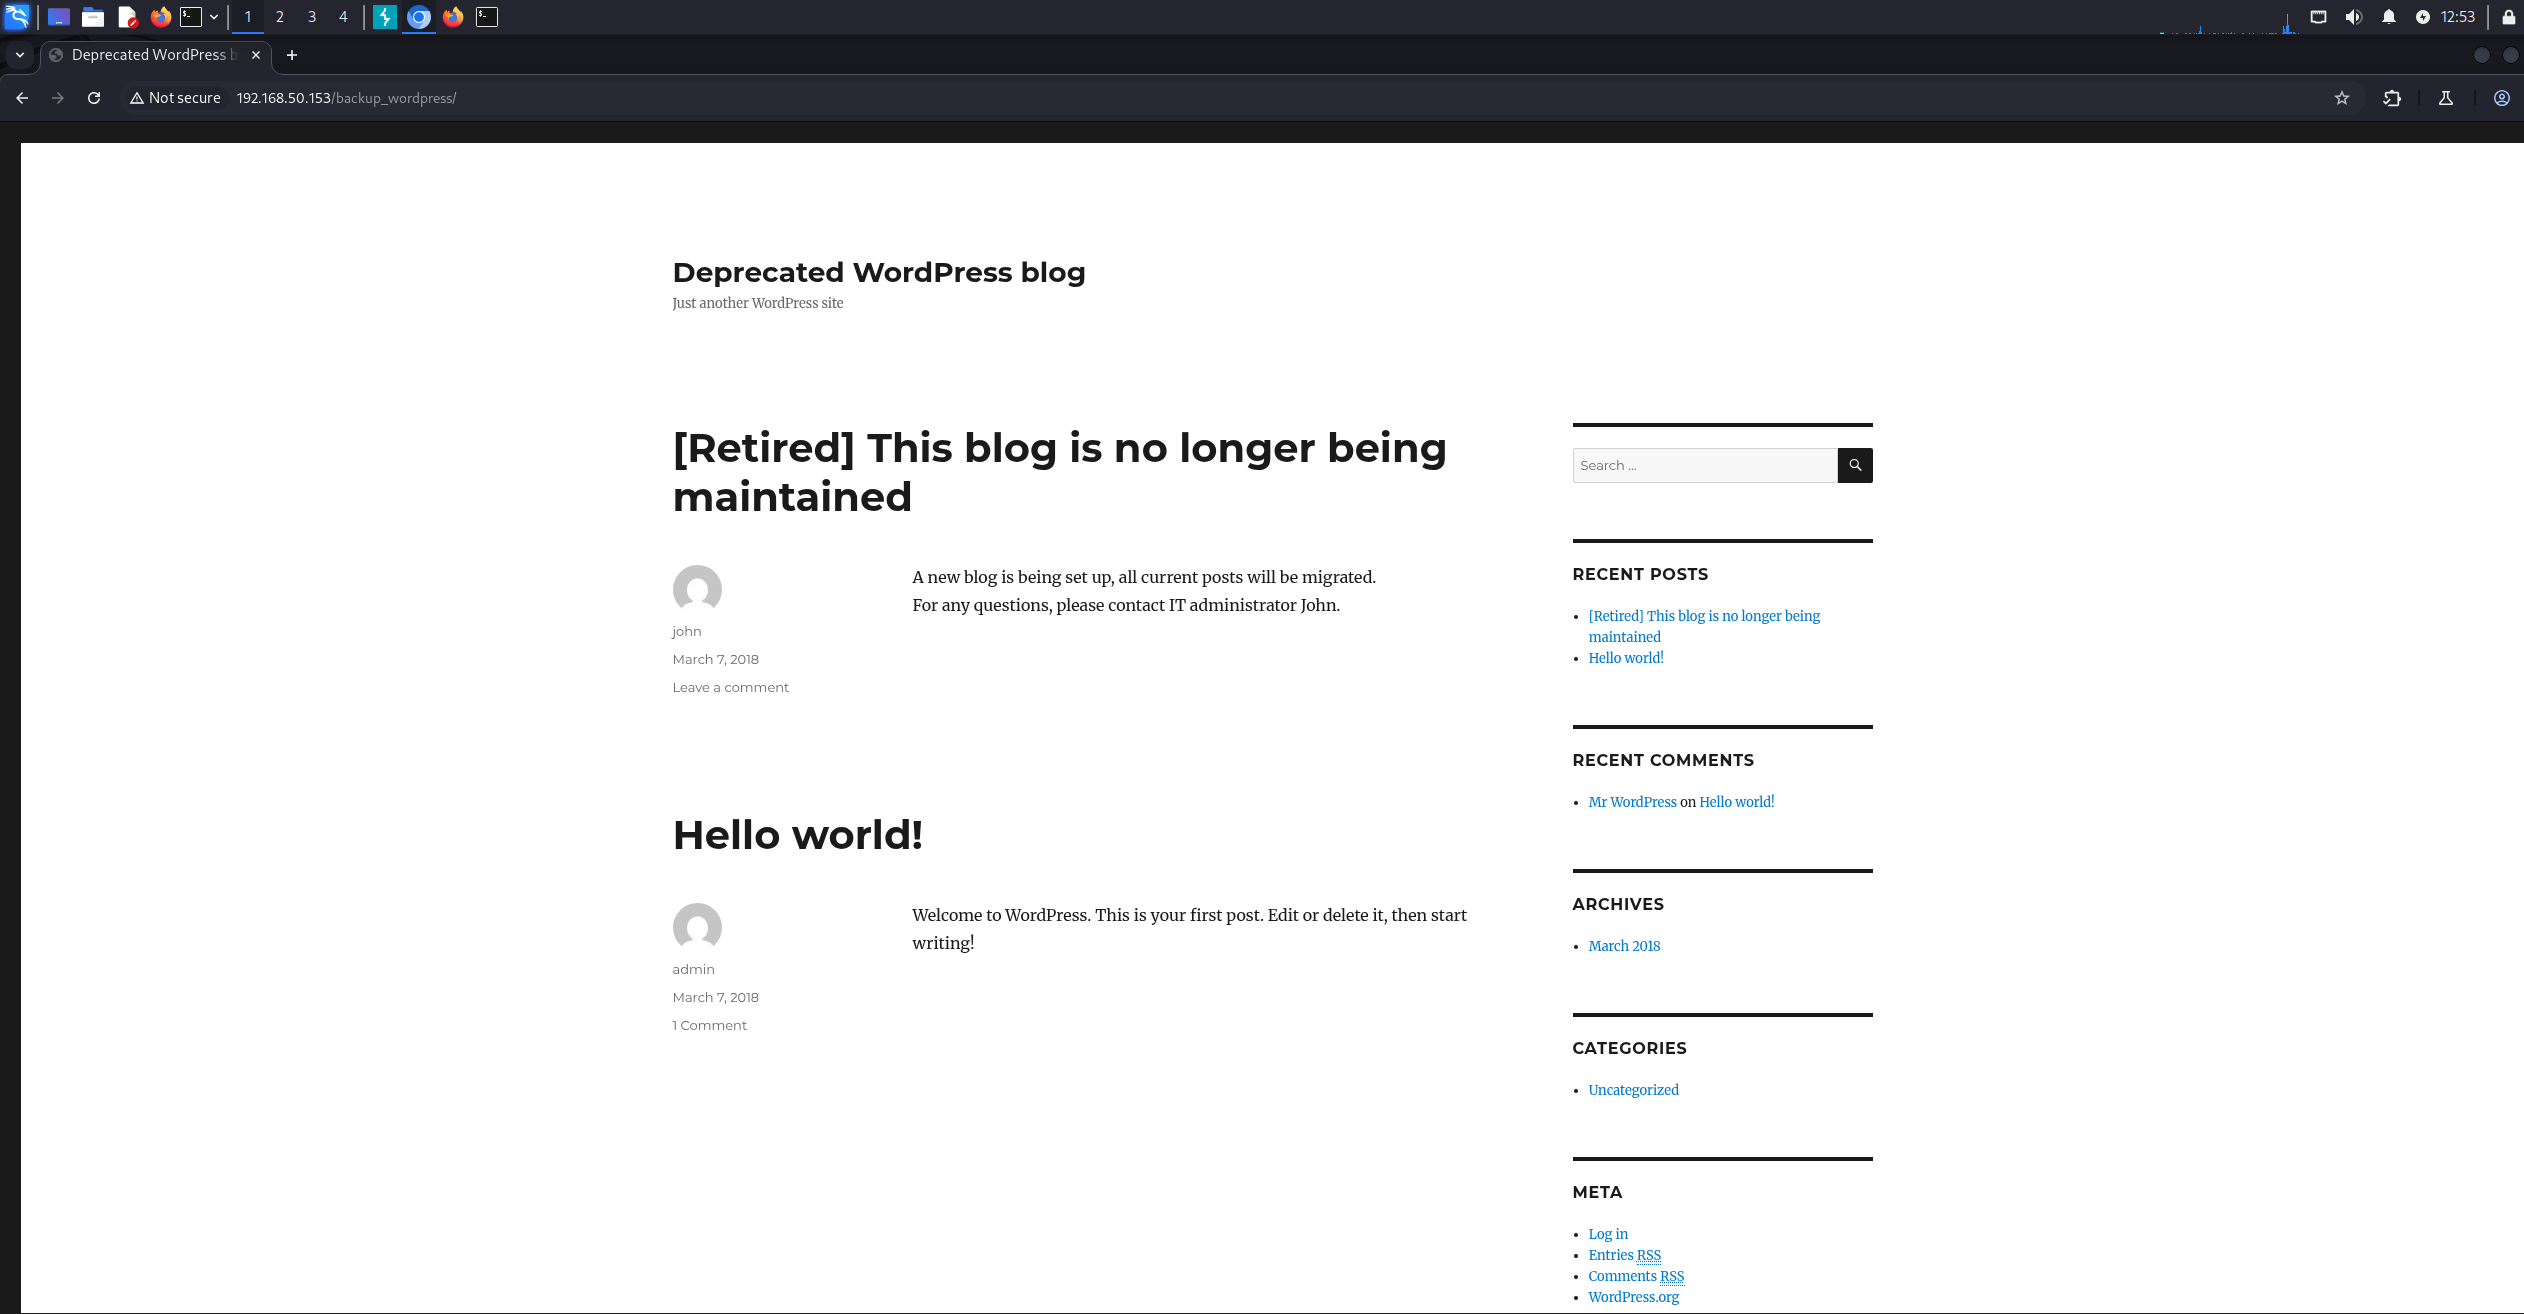 1 2 3 4 12:53
Deprecated WordPress b
Not secure 192.168.50.153/backup_wordpress/
Deprecated WordPress blog
Just another WordPress site
[Retired] This blog is no longer being
maintained
john
March 7, 2018
Leave a comment
A new blog is being set up, all current posts will be migrated.
For any questions, please contact IT administrator John.
Hello world!
admin
March 7, 2018
1 Comment
Welcome to WordPress. This is your first post. Edit or delete it, then start
writing!
Search …
RECENT POSTS
[Retired] This blog is no longer being
maintained
Hello world!
RECENT COMMENTS
Mr WordPress on Hello world!
ARCHIVES
March 2018
CATEGORIES
Uncategorized
META
Log in
Entries RSS
Comments RSS
WordPress.org